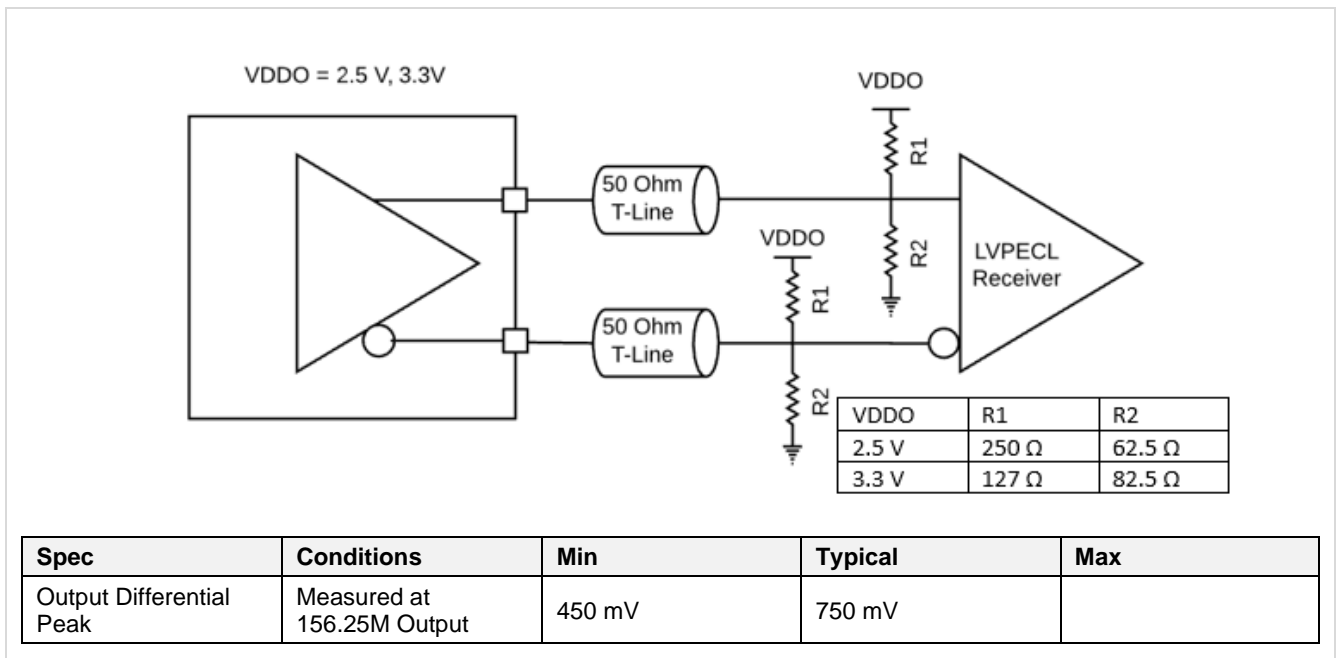 VDDO = 2.5 V, 3.3V
VDDO
R1
50 Ohm
T-Line
R2
LVPECL
Receiver
VDDO
R1
50 Ohm
T-Line
R2
VDDO R1 R2
2.5 V 250 Ω 62.5 Ω
3.3 V 127 Ω 82.5 Ω
Spec Conditions Min Typical Max
Output Differential
Peak
Measured at
156.25M Output
450 mV 750 mV